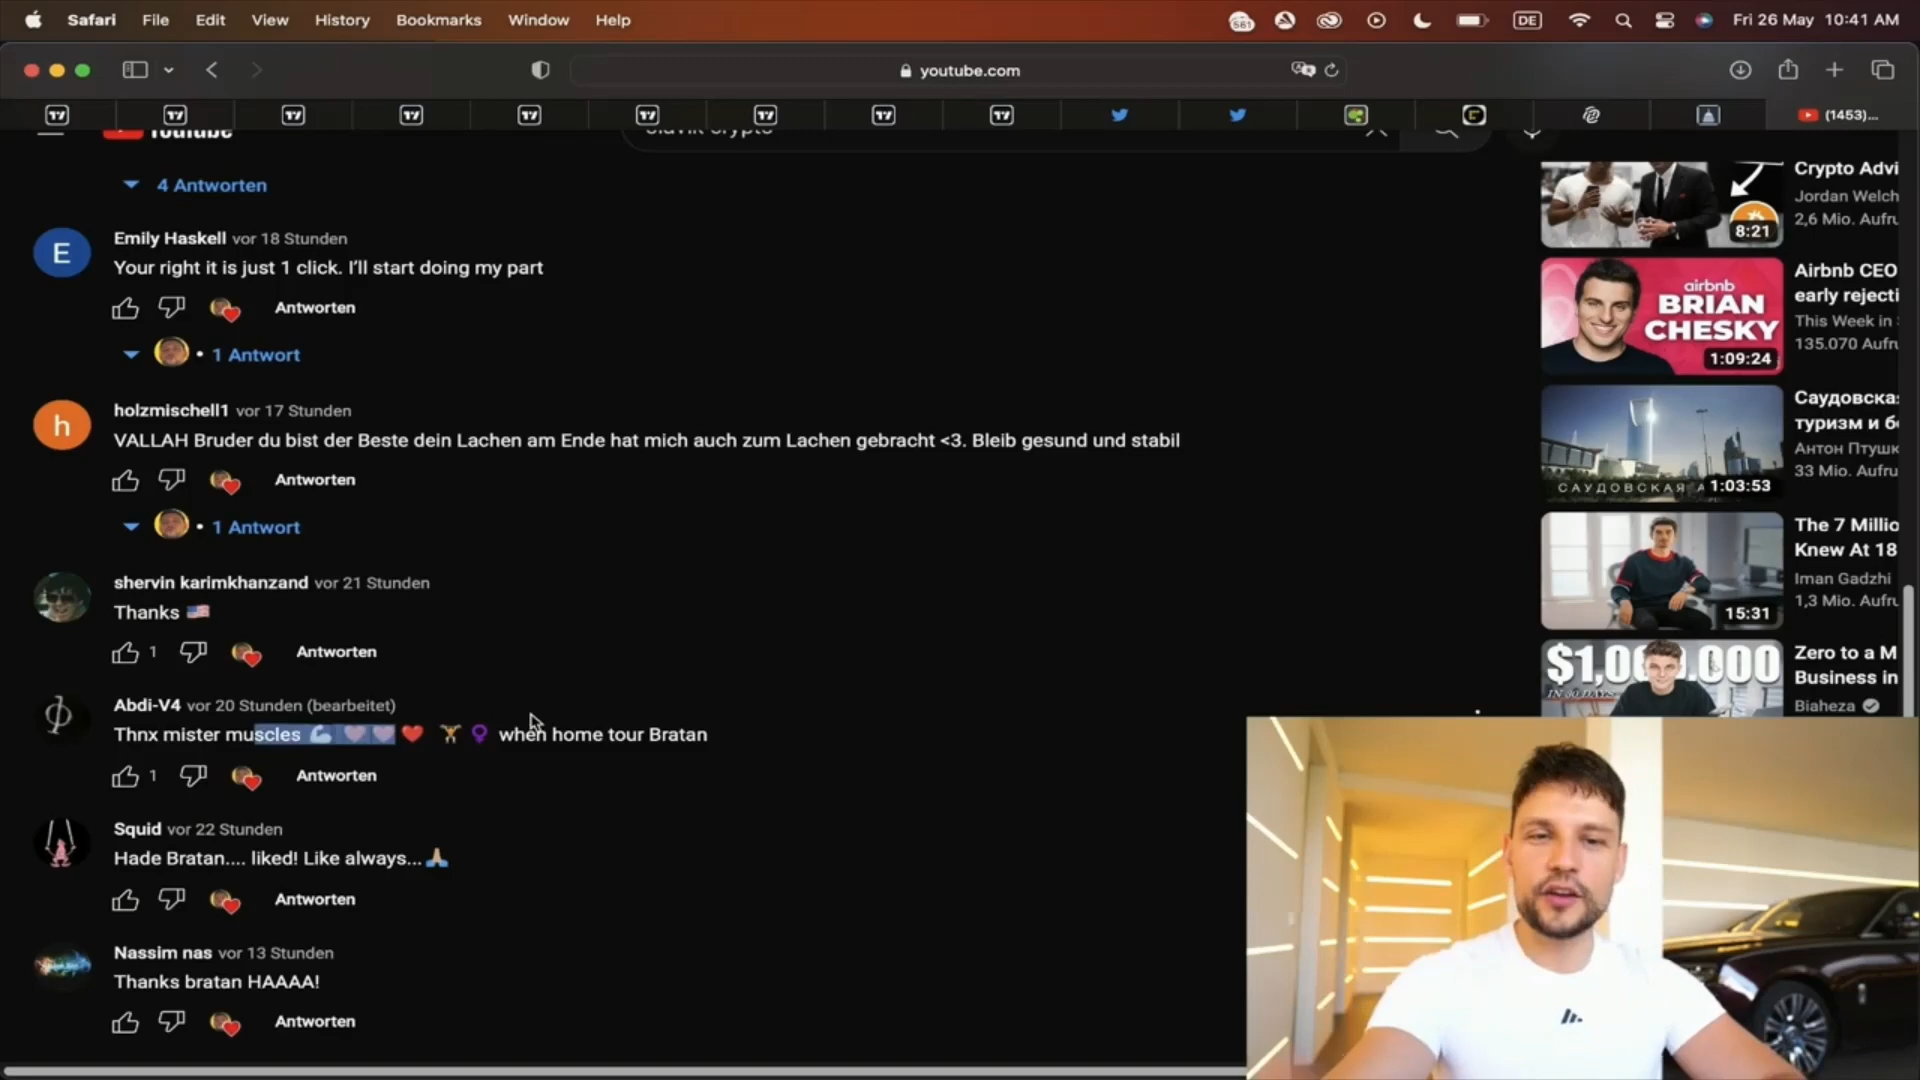 Safari File Edit View History Bookmarks Window Help
561 DE Fri 26 May 10:41 AM
youtube.com
(1453)...
4 Antworten
Emily Haskell vor 18 Stunden
Your right it is just 1 click. I'll start doing my part
Antworten
• 1 Antwort
holzmischell1 vor 17 Stunden
VALLAH Bruder du bist der Beste dein Lachen am Ende hat mich auch zum Lachen gebracht <3. Bleib gesund und stabil
Antworten
• 1 Antwort
shervin karimkhanzand vor 21 Stunden
Thanks 🇺🇸
1 Antworten
Abdi-V4 vor 20 Stunden (bearbeitet)
Thnx mister muscles 💪 when home tour Bratan
1 Antworten
Squid vor 22 Stunden
Hade Bratan.... liked! Like always...🙏
Antworten
Nassim nas vor 13 Stunden
Thanks bratan HAAAA!
Antworten
Crypto Advi
Jordan Welch
2,6 Mio. Aufru
8:21
airbnb
BRIAN
CHESKY
1:09:24
Airbnb CEO
early rejecti
This Week in
135.070 Aufru
САУДОВСКАЯ А
1:03:53
Саудовска
туризм и б
Антон Птушк
33 Mio. Aufru
15:31
The 7 Millio
Knew At 18
Iman Gadzhi
1,3 Mio. Aufru
IN 30 DAYS
Zero to a M
Business in
Biaheza